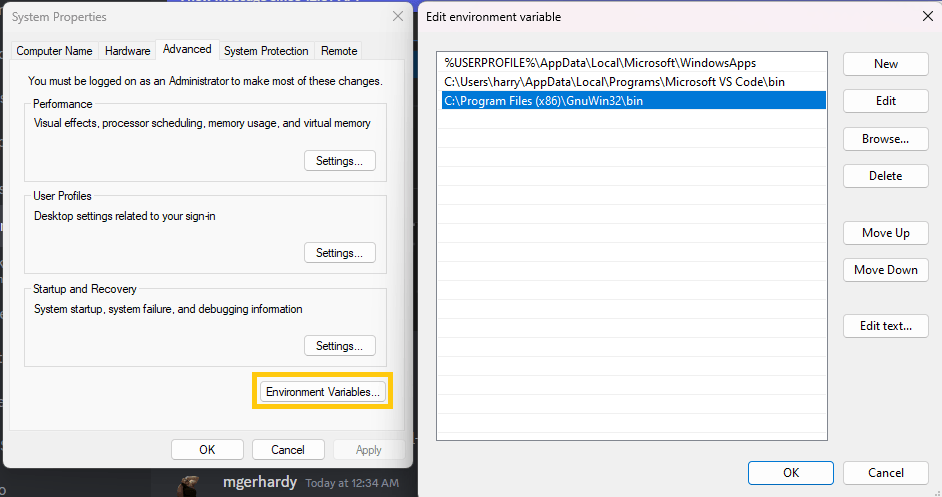 System Properties
Computer Name
Hardware
Advanced
System Protection
Remote
You must be logged on as an Administrator to make most of these changes.
Performance
Visual effects, processor scheduling, memory usage, and virtual memory
Settings...
User Profiles
Desktop settings related to your sign-in
Settings...
Startup and Recovery
System startup, system failure, and debugging information
Settings...
Environment Variables...
OK
Cancel
Apply
mgerhardy Today at 12:34 AM
Edit environment variable
%USERPROFILE%\AppData\Local\Microsoft\WindowsApps
C:\Users\harry\AppData\Local\Programs\Microsoft VS Code\bin
C:\Program Files (x86)\GnuWin32\bin
New
Edit
Browse...
Delete
Move Up
Move Down
Edit text...
OK
Cancel